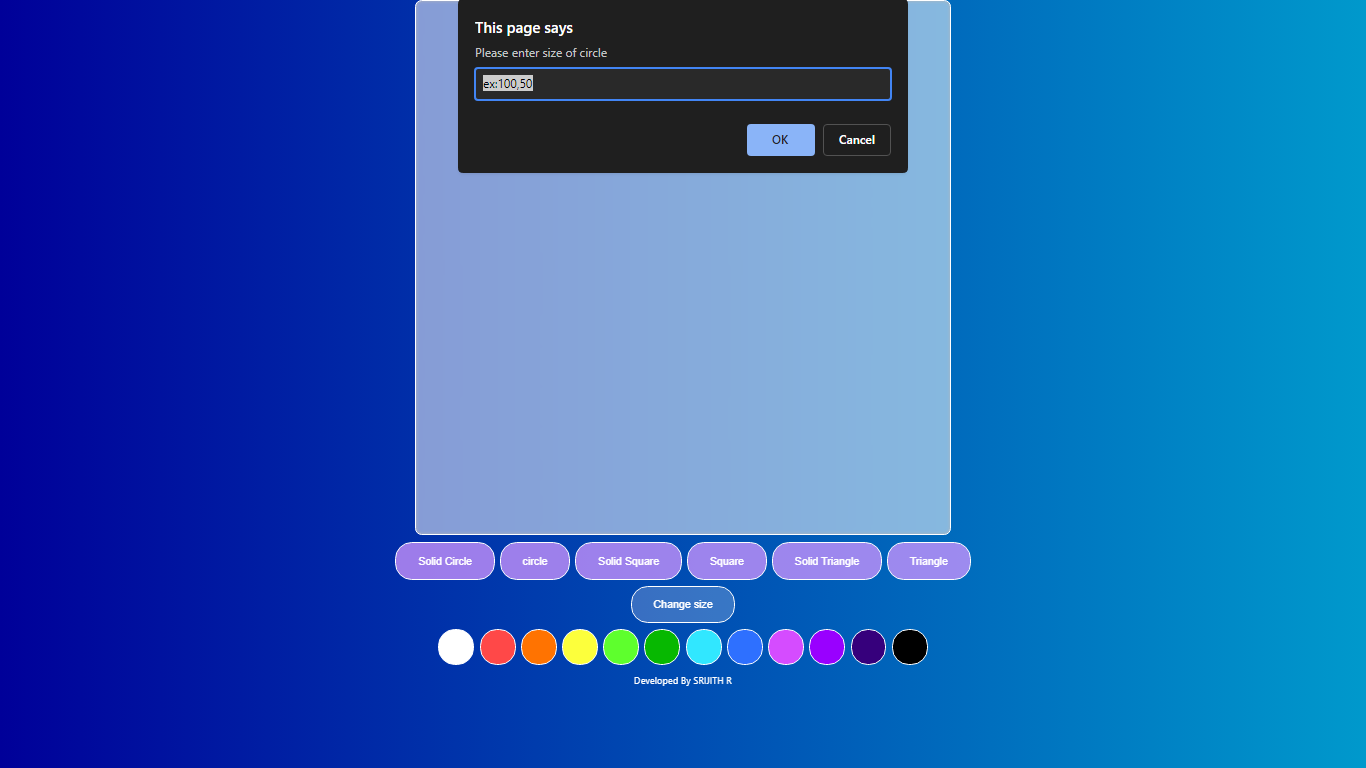 This page says
Please enter size of circle
ex:100,50
OK Cancel
Solid Circle circle Solid Square Square Solid Triangle Triangle
Change size
Developed By SRIJITH R